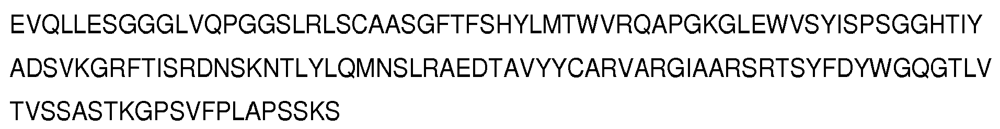 EVQLLESGGGLVQPGGSLRLSCAASGFTFSHYLMTWVRQAPGKGLEWVSYISPSGGHTIY
ADSVKGRFTISRDNSKNTLYLQMNSLRAEDTAVYYCARVARGIAARSRTSYFDYWGQGTLV
TVSSASTKGPSVFPLAPSSKS